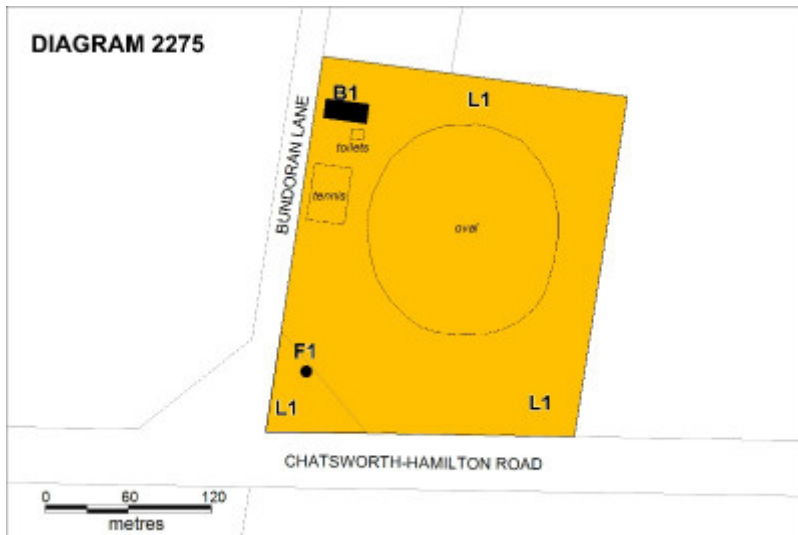 DIAGRAM 2275
B1
L1
toilets
tennis
BUNDORAN LANE
oval
F1
L1
L1
CHATSWORTH-HAMILTON ROAD
0 60 120
metres